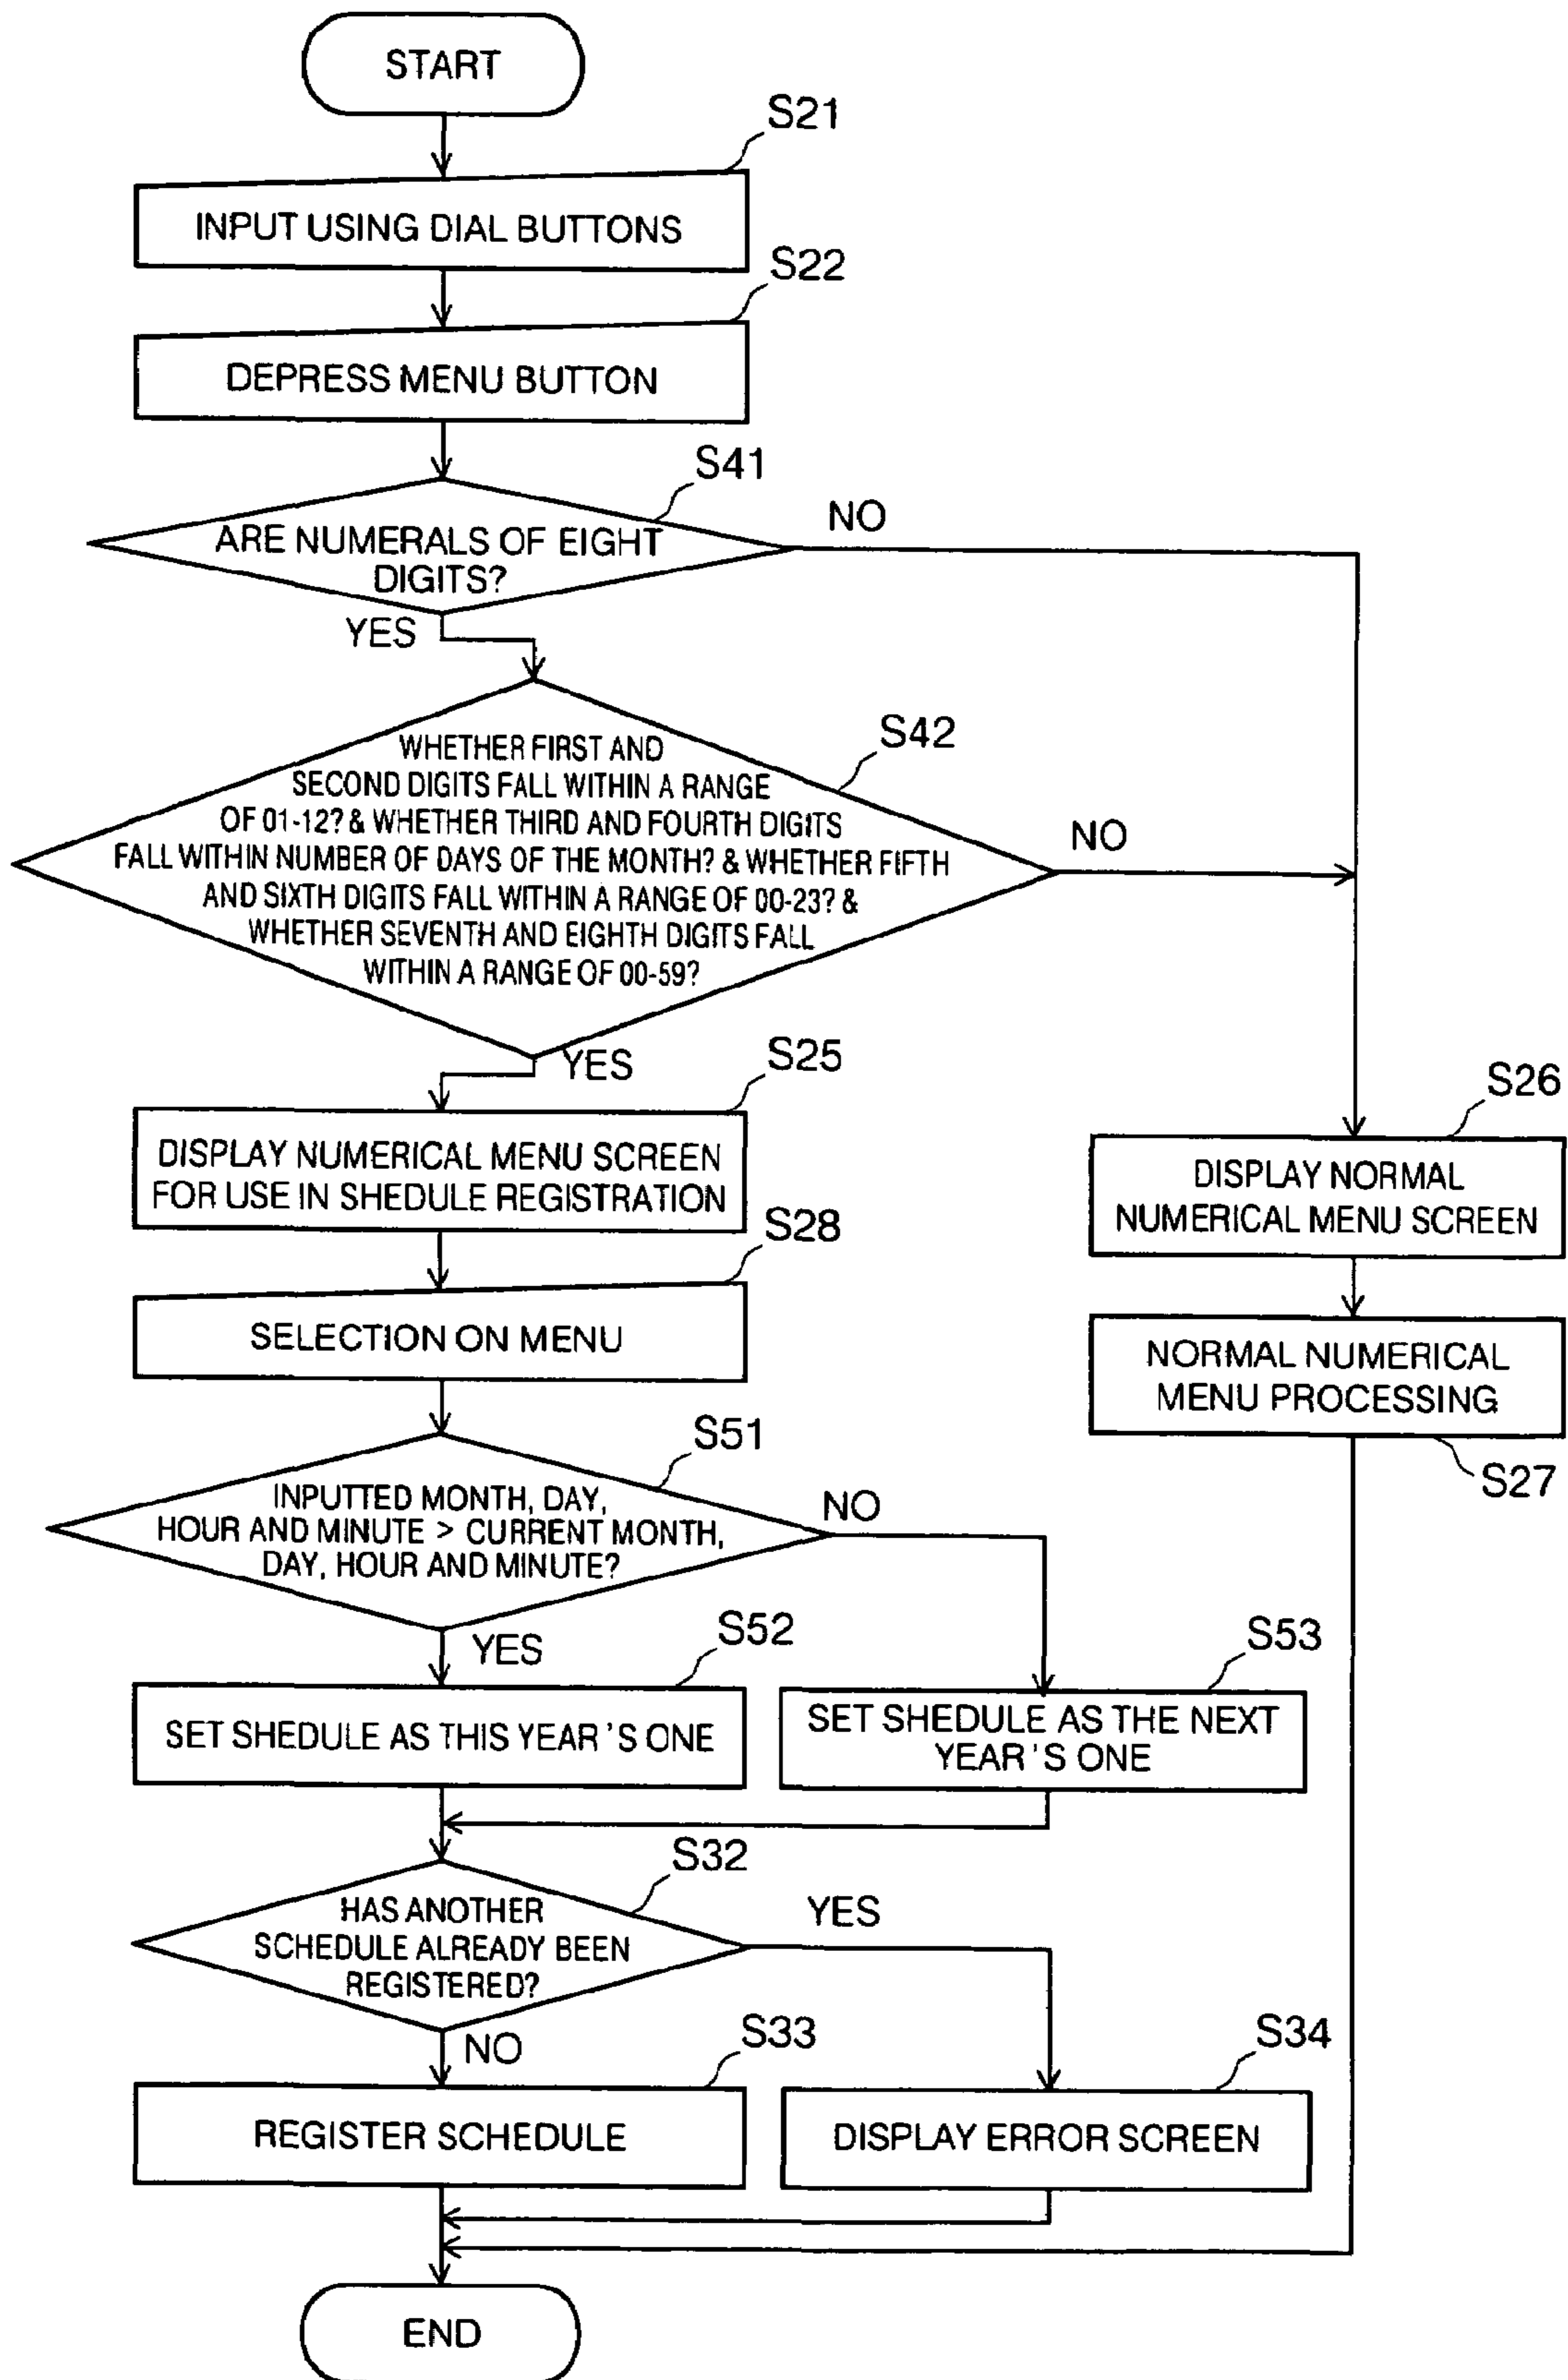 START
S21
INPUT USING DIAL BUTTONS
S22
DEPRESS MENU BUTTON
S41
ARE NUMERALS OF EIGHT
DIGITS?
NO
YES
S42
WHETHER FIRST AND
SECOND DIGITS FALL WITHIN A RANGE
OF 01-12? & WHETHER THIRD AND FOURTH DIGITS
FALL WITHIN NUMBER OF DAYS OF THE MONTH? & WHETHER FIFTH
AND SIXTH DIGITS FALL WITHIN A RANGE OF 00-23? &
WHETHER SEVENTH AND EIGHTH DIGITS FALL
WITHIN A RANGE OF 00-59?
NO
YES
S25
DISPLAY NUMERICAL MENU SCREEN
FOR USE IN SHEDULE REGISTRATION
S26
DISPLAY NORMAL
NUMERICAL MENU SCREEN
S28
SELECTION ON MENU
NORMAL NUMERICAL
MENU PROCESSING
S27
S51
INPUTTED MONTH, DAY,
HOUR AND MINUTE > CURRENT MONTH,
DAY, HOUR AND MINUTE?
NO
YES
S52
SET SHEDULE AS THIS YEAR'S ONE
S53
SET SHEDULE AS THE NEXT
YEAR'S ONE
S32
HAS ANOTHER
SCHEDULE ALREADY BEEN
REGISTERED?
YES
NO
S33
REGISTER SCHEDULE
S34
DISPLAY ERROR SCREEN
END